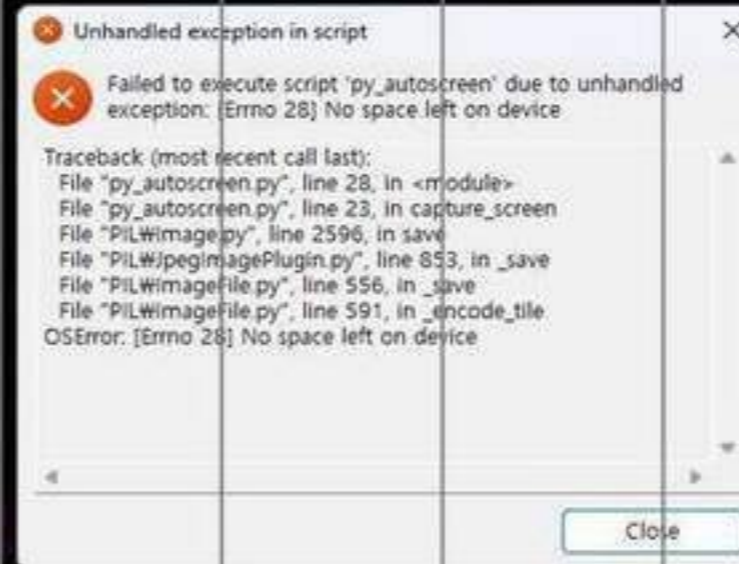 Unhandled exception in script
Failed to execute script 'py_autoscreen' due to unhandled
exception: [Errno 28] No space left on device
Traceback (most recent call last):
File "py_autoscreen.py", line 28, in <module>
File "py_autoscreen.py", line 23, in capture_screen
File "PIL₩Image.py", line 2596, in save
File "PIL₩JpegImagePlugin.py", line 853, in _save
File "PIL₩ImageFile.py", line 556, in _save
File "PIL₩ImageFile.py", line 591, in _encode_tile
OSError: [Errno 28] No space left on device
Close